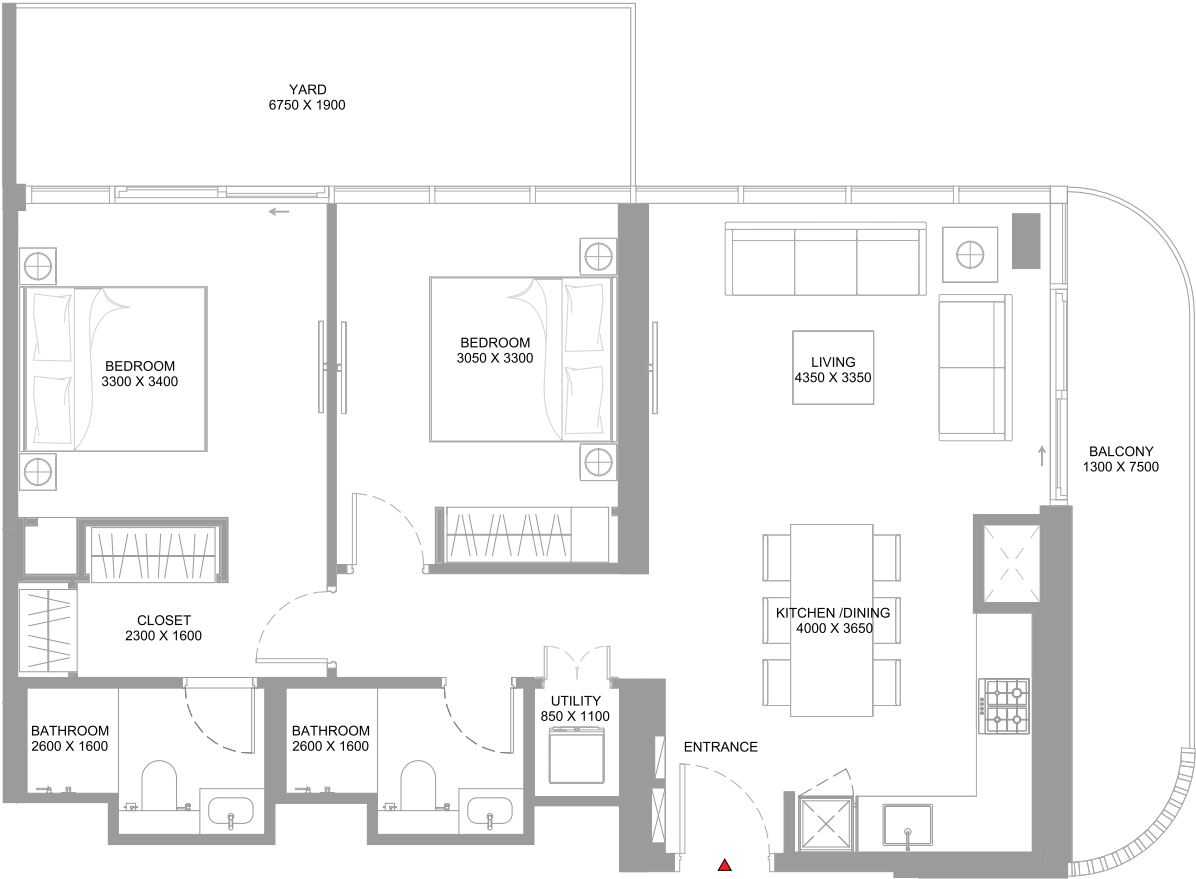 YARD
6750 X 1900
BEDROOM
3300 X 3400
BEDROOM
3050 X 3300
LIVING
4350 X 3350
BALCONY
1300 X 7500
CLOSET
2300 X 1600
KITCHEN /DINING
4000 X 3650
BATHROOM
2600 X 1600
BATHROOM
2600 X 1600
UTILITY
850 X 1100
ENTRANCE